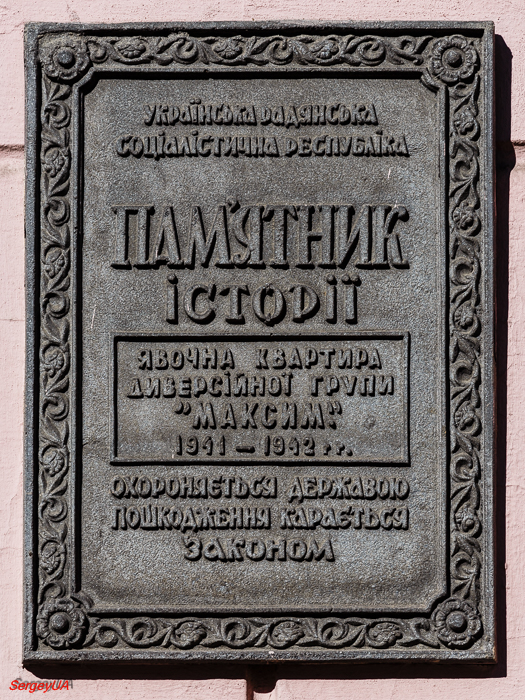 УКРАЇНСЬКА РАДЯНСЬКА
СОЦІАЛІСТИЧНА РЕСПУБЛІКА
ПАМ'ЯТНИК
ІСТОРІЇ
ЯВОЧНА КВАРТИРА
ДИВЕРСІЙНОЇ ГРУПИ
"МАКСИМ"
1941 — 1942 рр.
ОХОРОНЯЄТЬСЯ ДЕРЖАВОЮ
ПОШКОДЖЕННЯ КАРАЄТЬСЯ
ЗАКОНОМ
SergeyUA